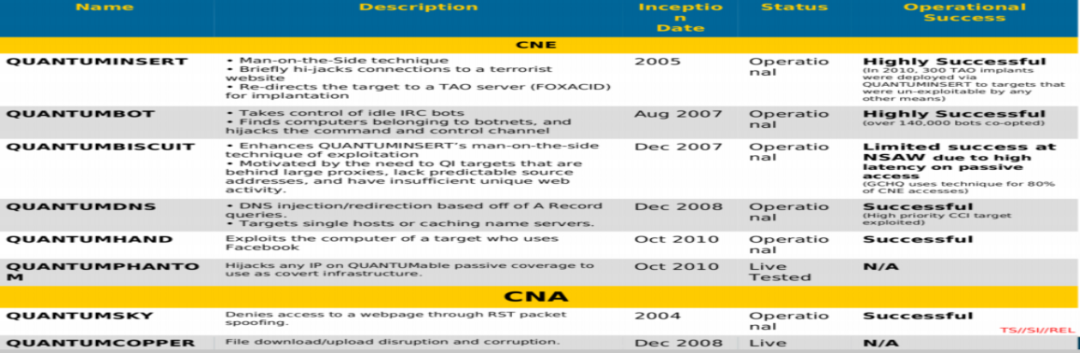 Name Description Inceptio Status Operational
n Success
Date
CNE
QUANTUMINSERT • Man-on-the-Side technique 2005 Operatio Highly Successful
• Briefly hi-jacks connections to a terrorist nal (In 2010, 300 TAO implants
website were deployed via
• Re-directs the target to a TAO server (FOXACID) QUANTUMINSERT to targets that
for implantation were un-exploitable by any
other means)
QUANTUMBOT • Takes control of idle IRC bots Aug 2007 Operatio Highly Successful
• Finds computers belonging to botnets, and nal (over 140,000 bots co-opted)
hijacks the command and control channel
QUANTUMBISCUIT • Enhances QUANTUMINSERT's man-on-the-side Dec 2007 Operatio Limited success at
technique of exploitation nal NSAW due to high
• Motivated by the need to QI targets that are latency on passive
behind large proxies, lack predictable source access
addresses, and have insufficient unique web (GCHQ uses technique for 80%
activity. of CNE accesses)
QUANTUMDNS • DNS injection/redirection based off of A Record Dec 2008 Operatio Successful
queries. nal (High priority CCI target
• Targets single hosts or caching name servers. exploited)
QUANTUMHAND Exploits the computer of a target who uses Oct 2010 Operatio Successful
Facebook nal
QUANTUMPHANTO Hijacks any IP on QUANTUMable passive coverage to Oct 2010 Live N/A
M use as covert infrastructure. Tested
CNA
QUANTUMSKY Denies access to a webpage through RST packet 2004 Operatio Successful
spoofing. nal
TS//SI//REL
QUANTUMCOPPER File download/upload disruption and corruption. Dec 2008 Live N/A